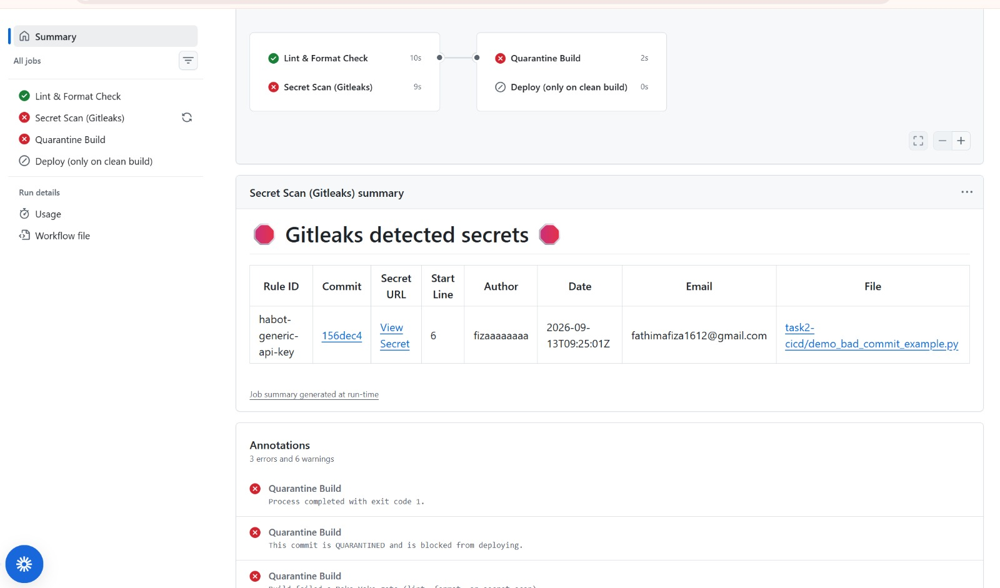 Summary
All jobs
Lint & Format Check
Secret Scan (Gitleaks)
Quarantine Build
Deploy (only on clean build)
Run details
Usage
Workflow file
Lint & Format Check 10s
Secret Scan (Gitleaks) 9s
Quarantine Build 2s
Deploy (only on clean build) 0s
Secret Scan (Gitleaks) summary
Gitleaks detected secrets
Rule ID Commit Secret URL Start Line Author Date Email File
habot-generic-api-key 156dec4 View Secret 6 fizaaaaaaaa 2026-09-13T09:25:01Z fathimafiza1612@gmail.com task2-cicd/demo_bad_commit_example.py
Job summary generated at run-time
Annotations
3 errors and 6 warnings
Quarantine Build
Process completed with exit code 1.
Quarantine Build
This commit is QUARANTINED and is blocked from deploying.
Quarantine Build